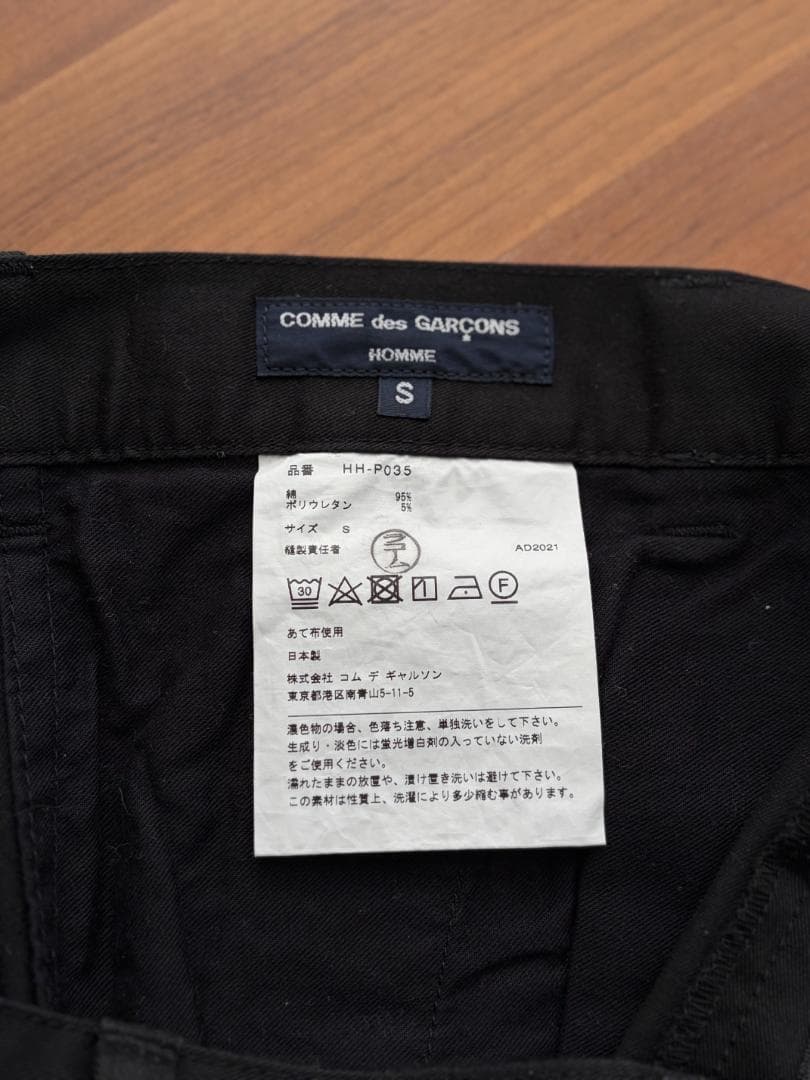 COMME des GARÇONS
HOMME
S
品番 HH-P035
綿 95%
ポリウレタン 5%
サイズ S
縫製責任者 AD2021
30 F
あて布使用
日本製
株式会社 コム デ ギャルソン
東京都港区南青山5-11-5
濃色物の場合、色落ち注意、単独洗いをして下さい。
生成り・淡色には蛍光増白剤の入っていない洗剤
をご使用ください。
濡れたままの放置や、漬け置き洗いは避けて下さい。
この素材は性質上、洗濯により多少縮む事があります。